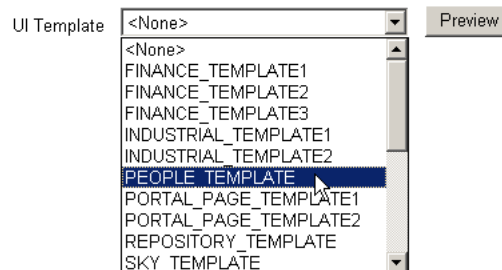 UI Template <None> Preview
<None>
FINANCE_TEMPLATE1
FINANCE_TEMPLATE2
FINANCE_TEMPLATE3
INDUSTRIAL_TEMPLATE1
INDUSTRIAL_TEMPLATE2
PEOPLE_TEMPLATE
PORTAL_PAGE_TEMPLATE1
PORTAL_PAGE_TEMPLATE2
REPOSITORY_TEMPLATE
SKY_TEMPLATE